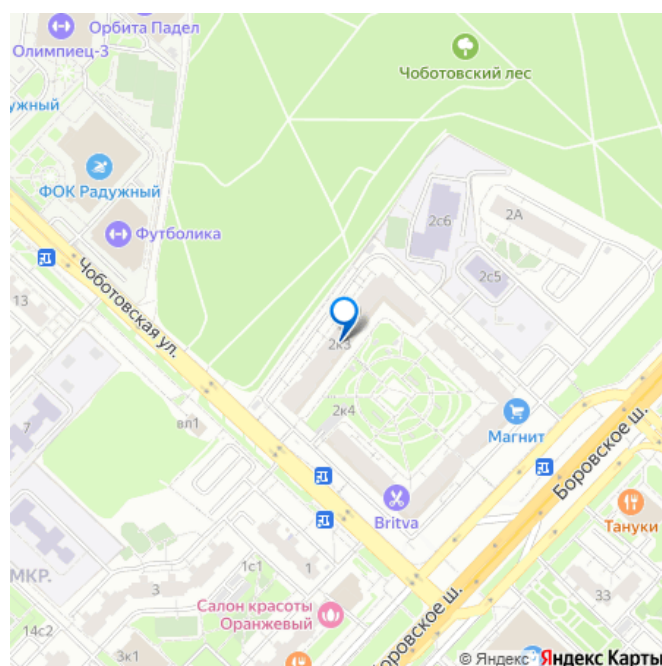 Орбита Падел
Олимпиец-3
Чоботовский лес
ужный
ФОК Радужный
Футболика
2с6
2А
2с5
Чоботовская ул.
13
2к3
2к4
7
вл1
Магнит
Боровское ш.
Britva
Тануки
МКР.
1с1
1
3
Салон красоты
Оранжевый
33
14с2
3к1
Боровское ш.
© Яндекс Яндекс Карты